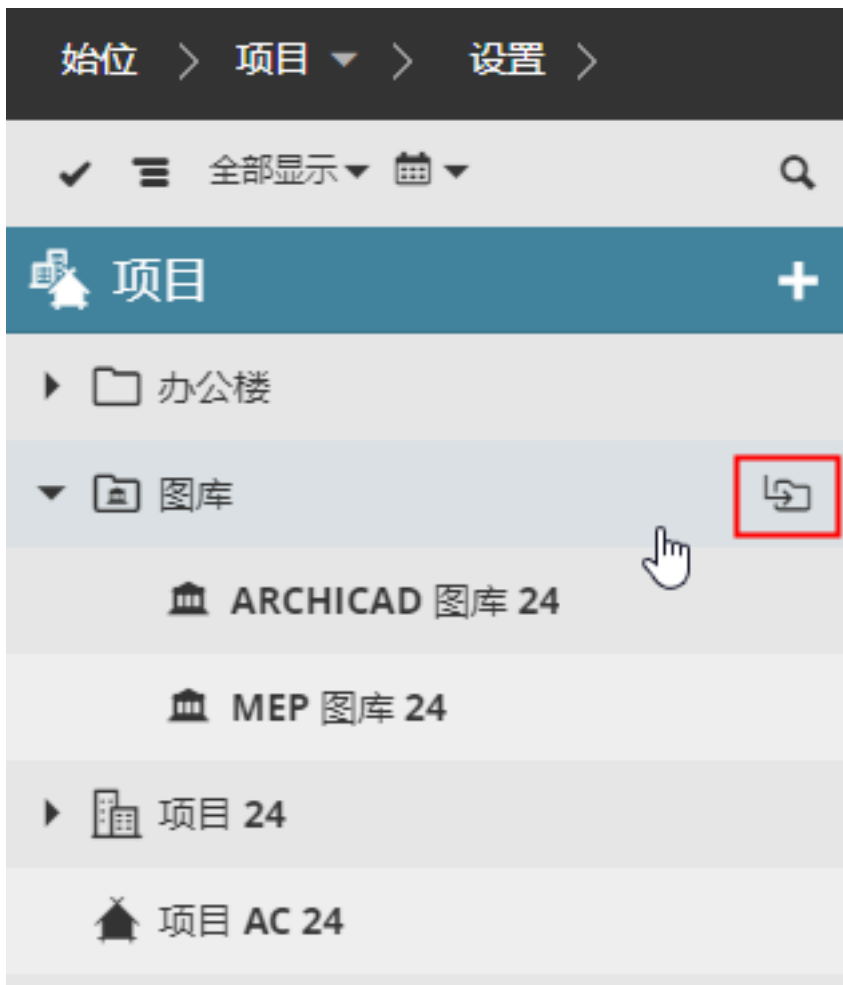 始位 > 项目 > 设置 >
全部显示
项目
办公楼
图库
ARCHICAD 图库 24
MEP 图库 24
项目 24
项目 AC 24